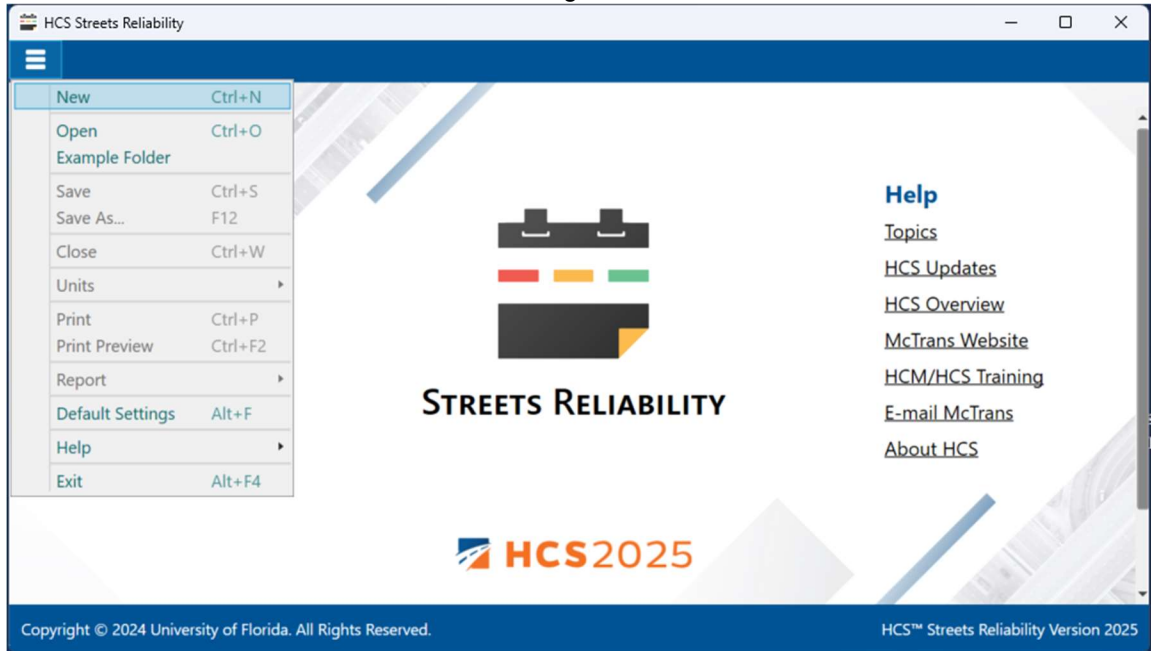 HCS Streets Reliability
New Ctrl+N
Open Ctrl+O
Example Folder
Save Ctrl+S
Save As... F12
Close Ctrl+W
Units
Print Ctrl+P
Print Preview Ctrl+F2
Report
Default Settings Alt+F
Help
Exit Alt+F4
STREETS RELIABILITY
HCS2025
Help
Topics
HCS Updates
HCS Overview
McTrans Website
HCM/HCS Training
E-mail McTrans
About HCS
Copyright © 2024 University of Florida. All Rights Reserved.
HCS™ Streets Reliability Version 2025